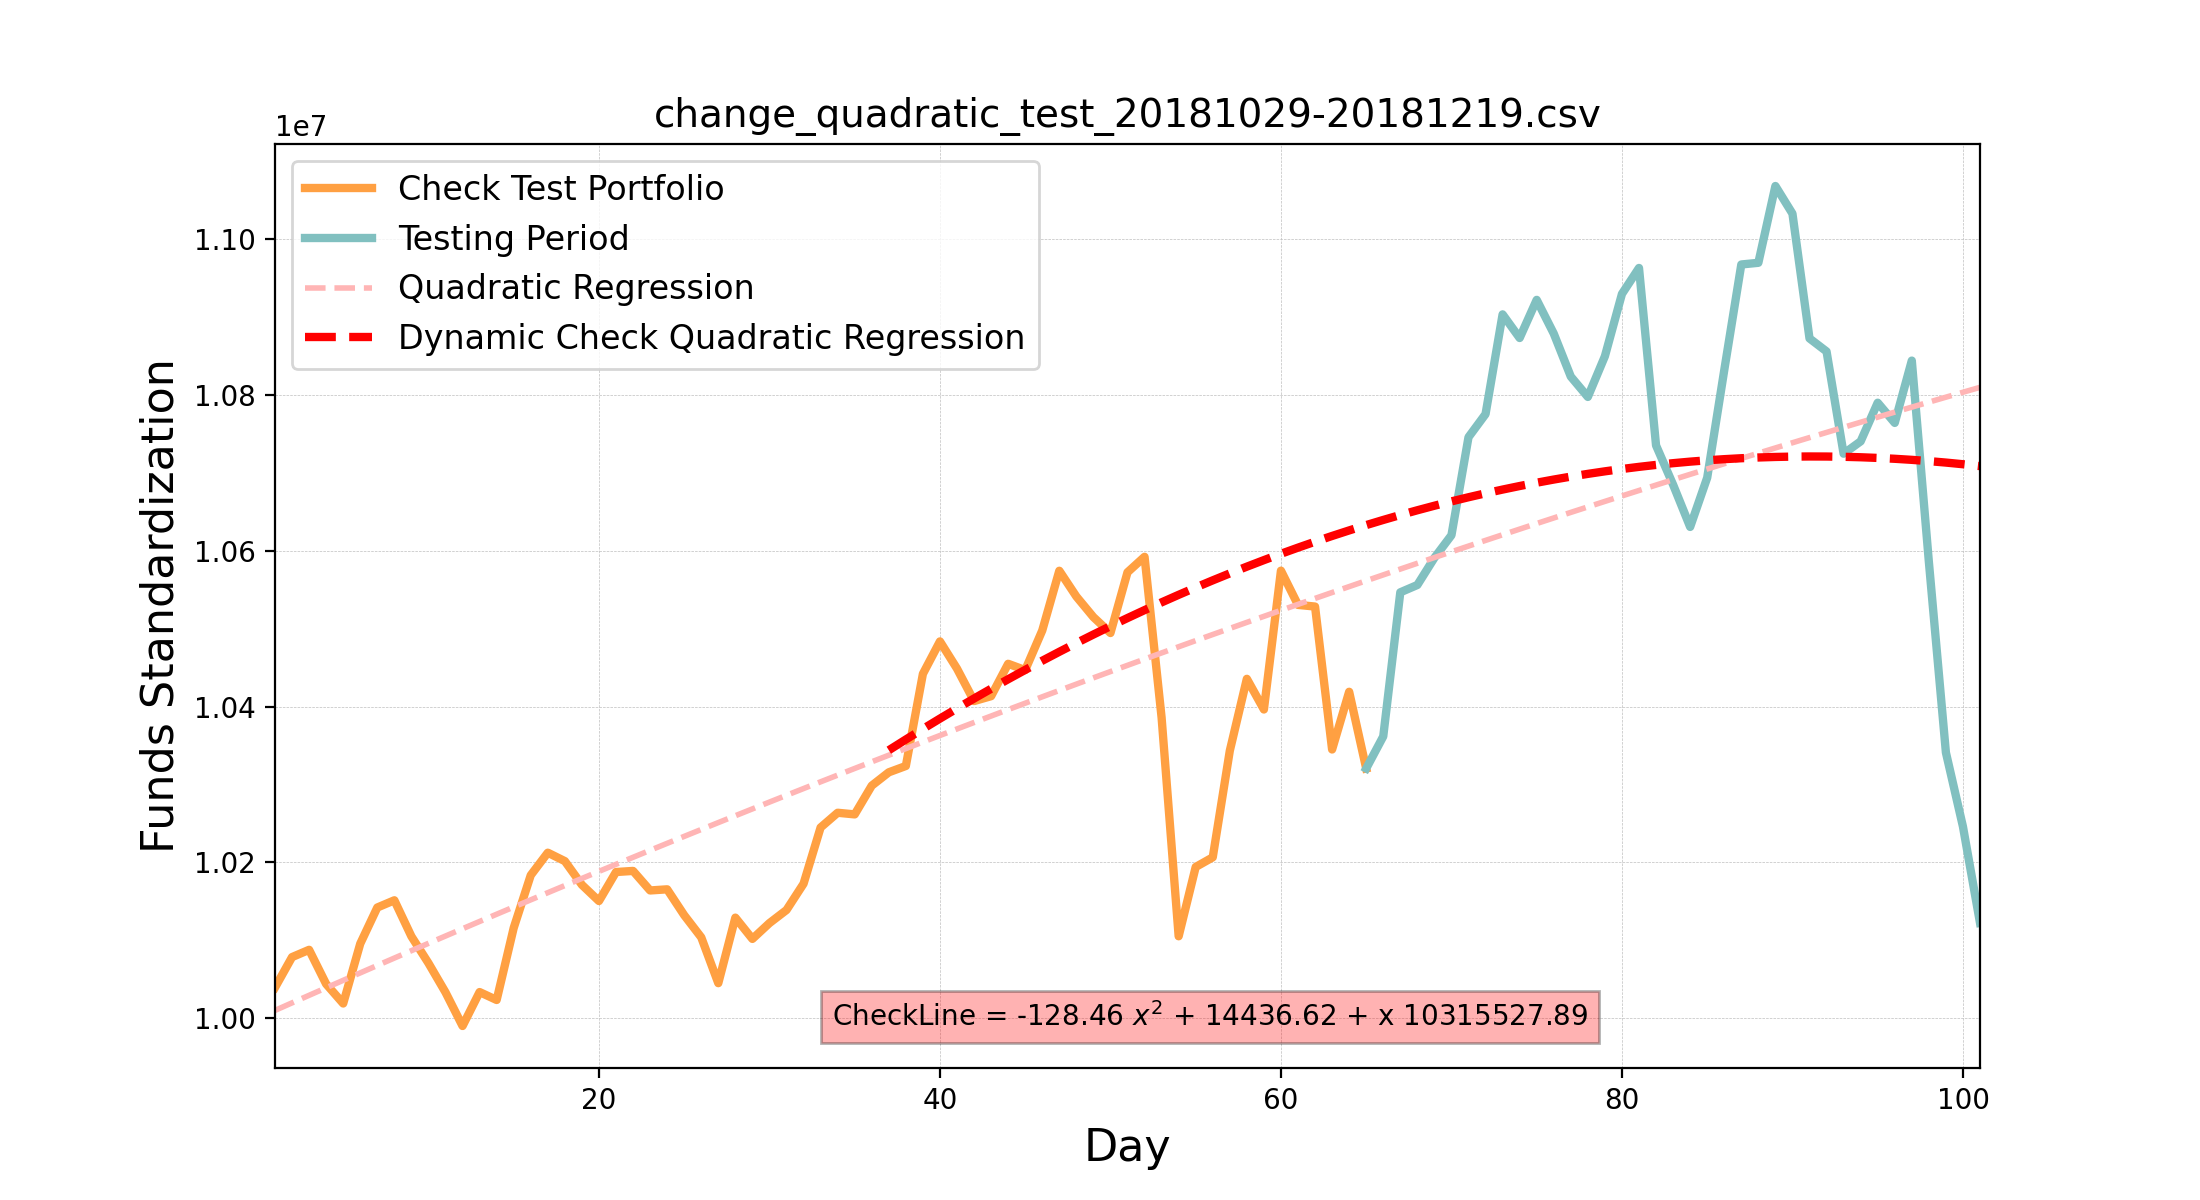 change_quadratic_test_20181029-20181219.csv
1e7
Check Test Portfolio
Testing Period
Quadratic Regression
Dynamic Check Quadratic Regression
Funds Standardization
1.10
1.08
1.06
1.04
1.02
1.00
CheckLine = -128.46 x² + 14436.62 + x 10315527.89
20 40 60 80 100
Day